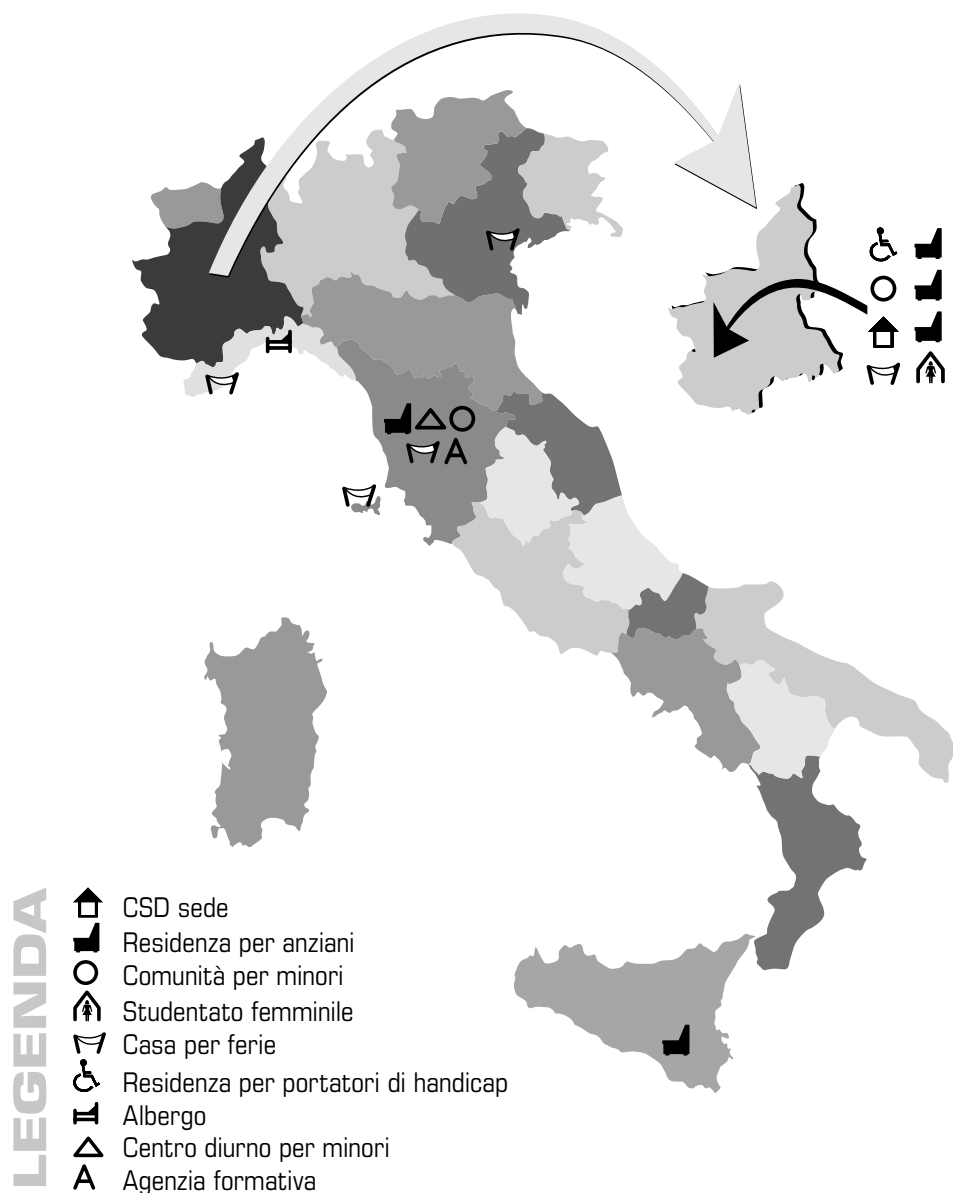 A
LEGENDA
CSD sede
Residenza per anziani
Comunità per minori
Studentato femminile
Casa per ferie
Residenza per portatori di handicap
Albergo
Centro diurno per minori
A Agenzia formativa